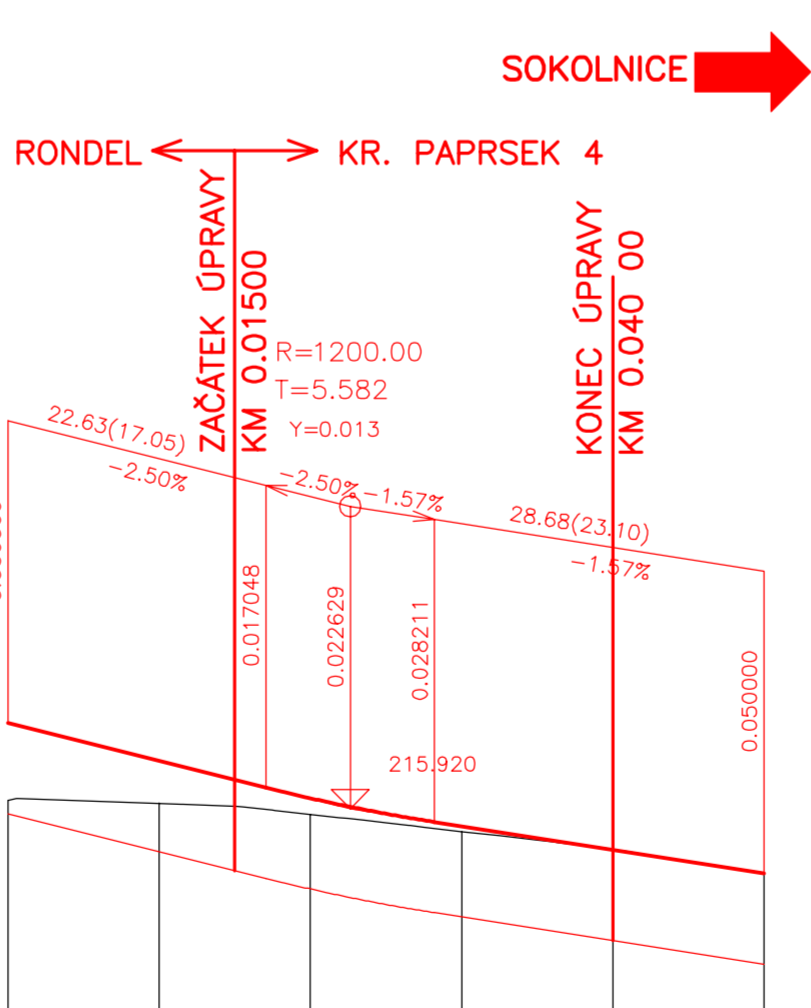 SOKOLNICE
RONDEL
KR. PAPRSEK 4
ZAČÁTEK ÚPRAVY
KM 0.01500
KONEC ÚPRAVY
KM 0.040 00
R=1200.00
T=5.582
Y=0.013
22.63(17.05)
-2.50%
-2.50%
-1.57%
28.68(23.10)
-1.57%
0.017048
0.022629
0.028211
0.050000
215.920